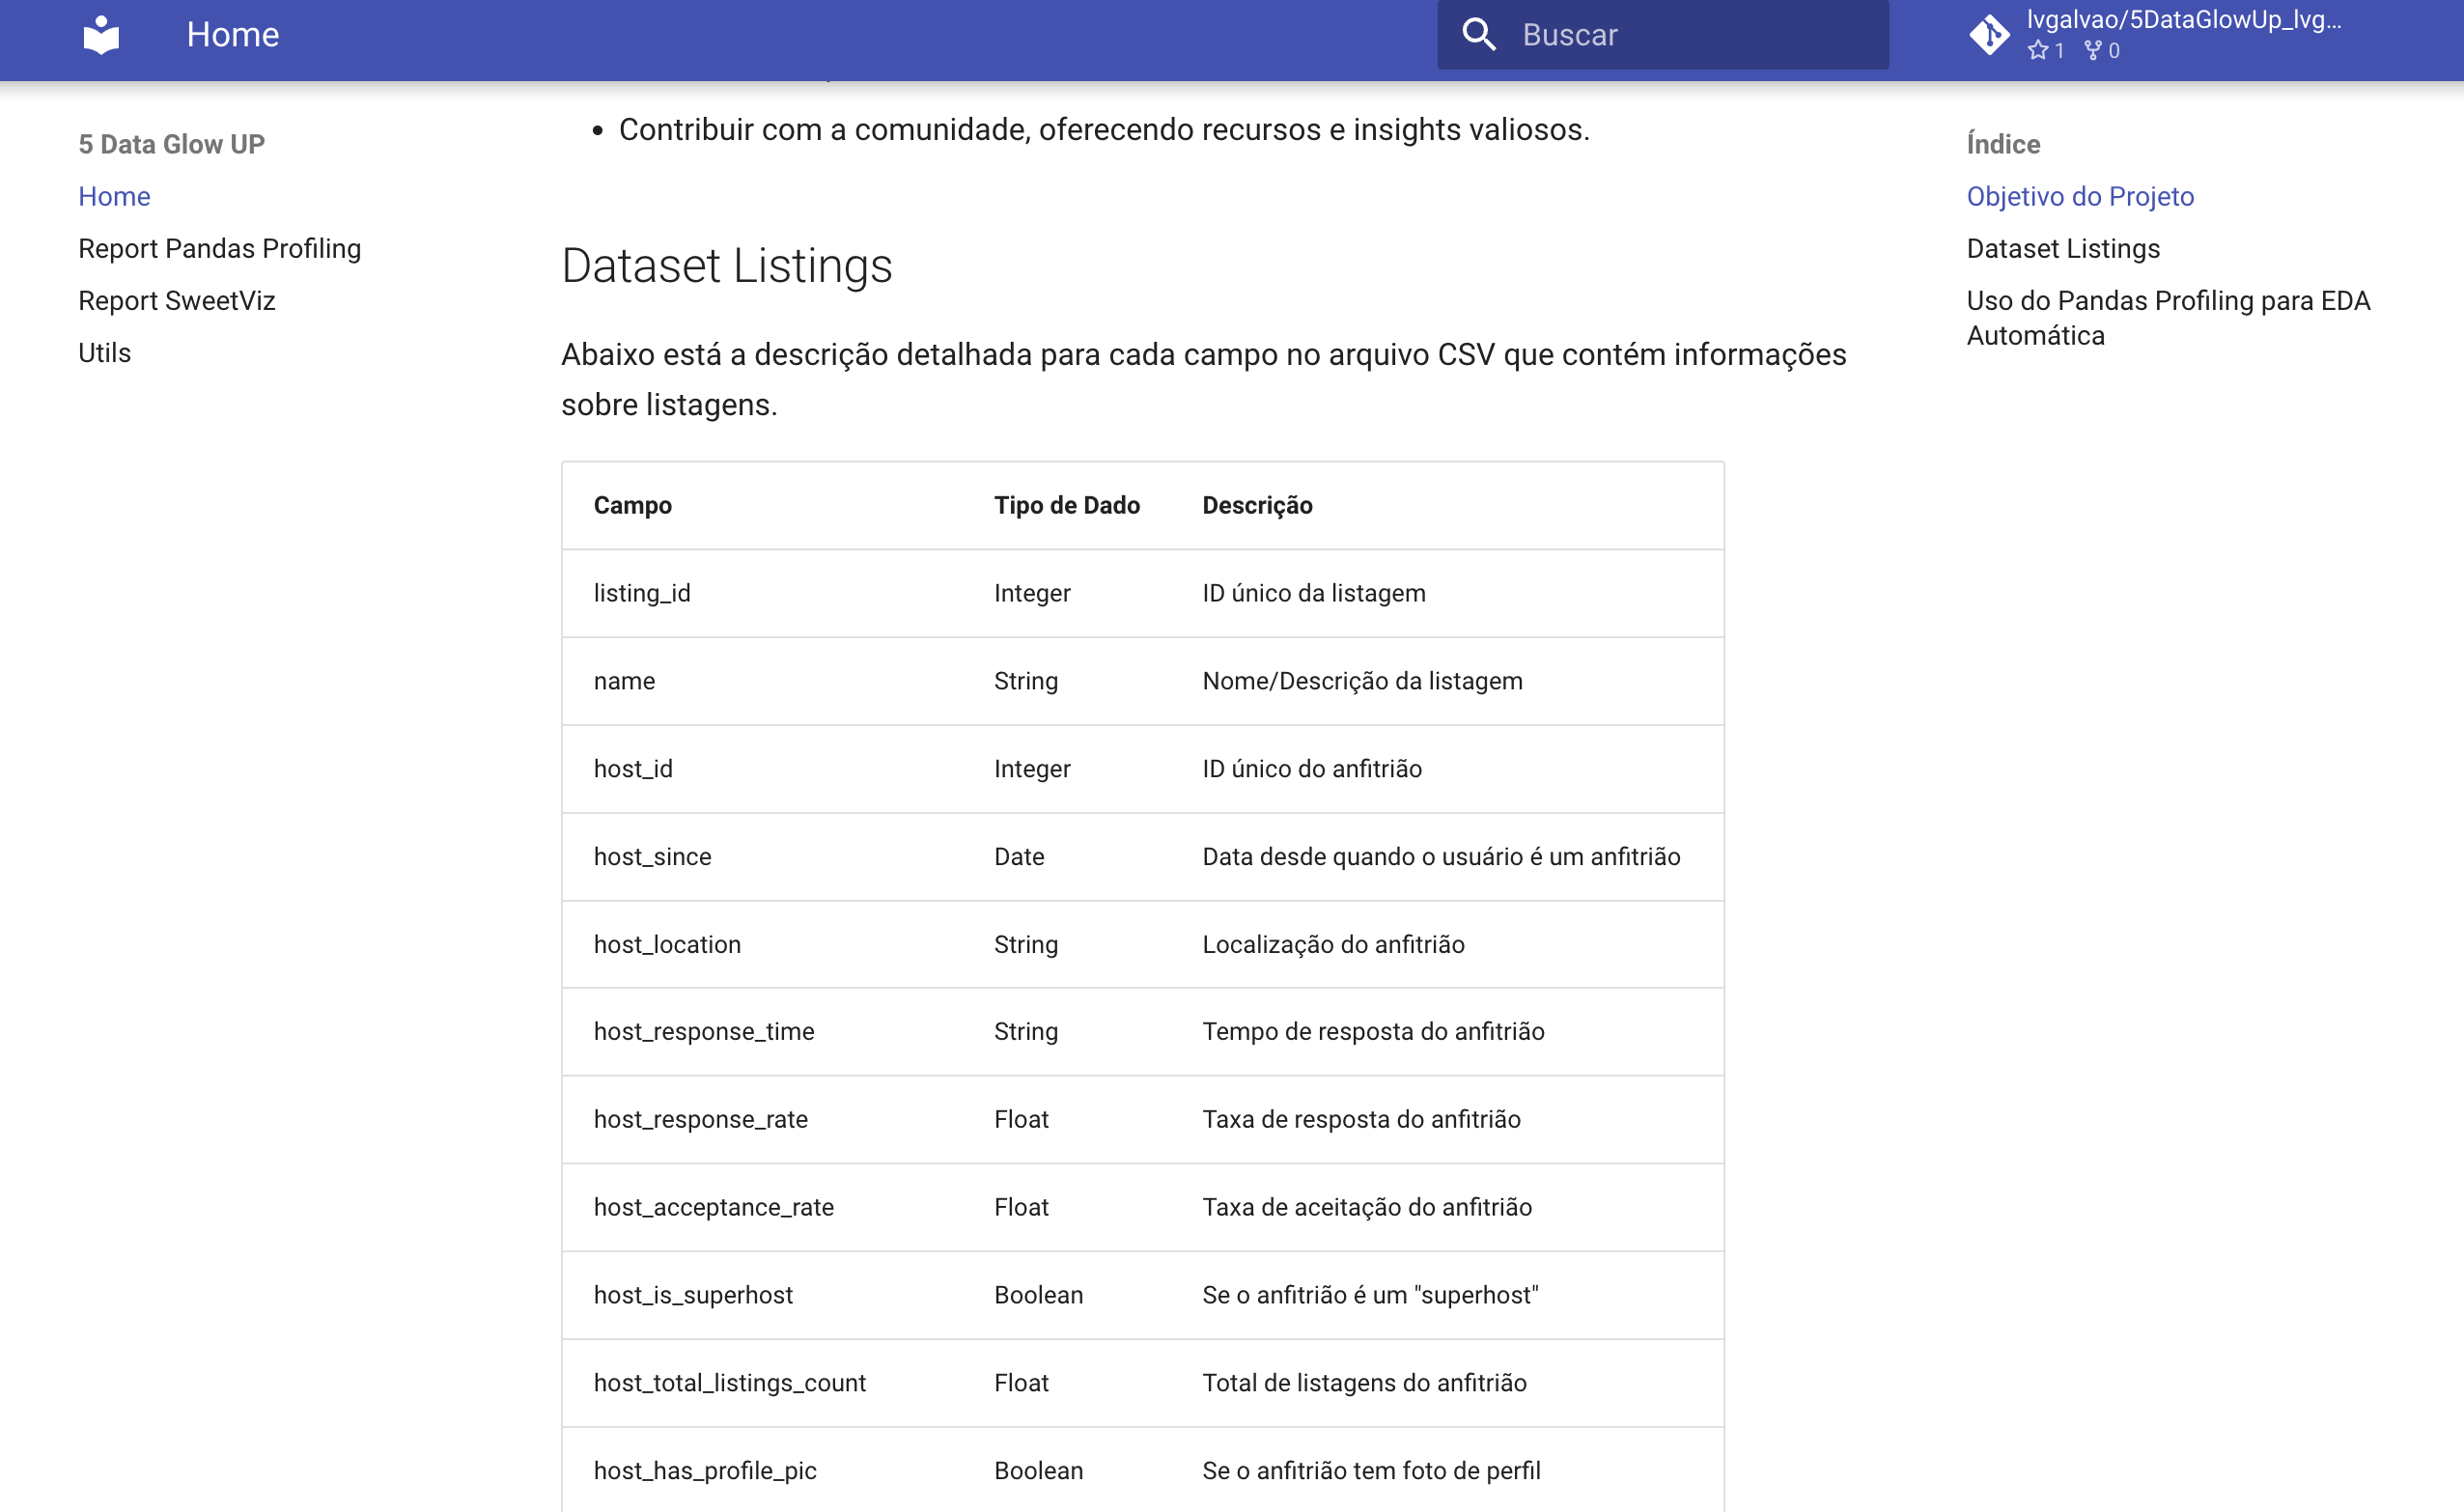 Home
Buscar
lvgalvao/5DataGlowUp_lvg...
1 0
5 Data Glow UP
Home
Report Pandas Profiling
Report SweetViz
Utils
• Contribuir com a comunidade, oferecendo recursos e insights valiosos.
Dataset Listings
Abaixo está a descrição detalhada para cada campo no arquivo CSV que contém informações
sobre listagens.
Campo Tipo de Dado Descrição
listing_id Integer ID único da listagem
name String Nome/Descrição da listagem
host_id Integer ID único do anfitrião
host_since Date Data desde quando o usuário é um anfitrião
host_location String Localização do anfitrião
host_response_time String Tempo de resposta do anfitrião
host_response_rate Float Taxa de resposta do anfitrião
host_acceptance_rate Float Taxa de aceitação do anfitrião
host_is_superhost Boolean Se o anfitrião é um "superhost"
host_total_listings_count Float Total de listagens do anfitrião
host_has_profile_pic Boolean Se o anfitrião tem foto de perfil
Índice
Objetivo do Projeto
Dataset Listings
Uso do Pandas Profiling para EDA
Automática